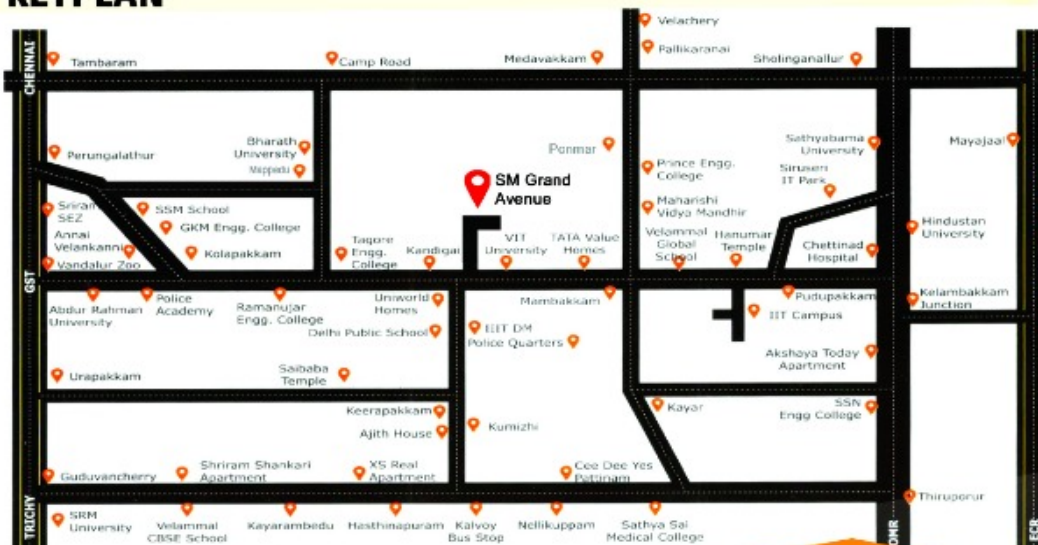 KEY PLAN
CHENNAI
Tambaram
Camp Road
Medavakkam
Velachery
Pallikaranai
Sholinganallur
Perungalathur
Bharath
University
Mappedu
Ponmar
Prince Engg.
College
Sathyabama
University
Mayajaal
SM Grand
Avenue
Siruseri
IT Park
Sriram
SEZ
SSM School
GKM Engg. College
Maharishi
Vidya Mandhir
Annai
Velankanni
Kolapakkam
Vandalur Zoo
Tagore
Engg.
College
Kandigai
VIT
University
TATA Value
Homes
Velammal
Global
School
Hanumar
Temple
Chettinad
Hospital
Hindustan
University
GST
Abdur Rahman
University
Police
Academy
Ramanujar
Engg. College
Uniworld
Homes
Delhi Public School
Mambakkam
IIIT DM
Police Quarters
Pudupakkam
IIT Campus
Kelambakkam
Junction
Akshaya Today
Apartment
Urapakkam
Saibaba
Temple
Keerapakkam
Ajith House
Kumizhi
Kayar
SSN
Engg College
Guduvancherry
Shriram Shankari
Apartment
XS Real
Apartment
Cee Dee Yes
Pattinam
Thiruporur
TRICHY
SRM
University
Velammal
CBSE School
Kayarambedu
Hasthinapuram
Kalvoy
Bus Stop
Nellikuppam
Sathya Sai
Medical College
OMR
ECR